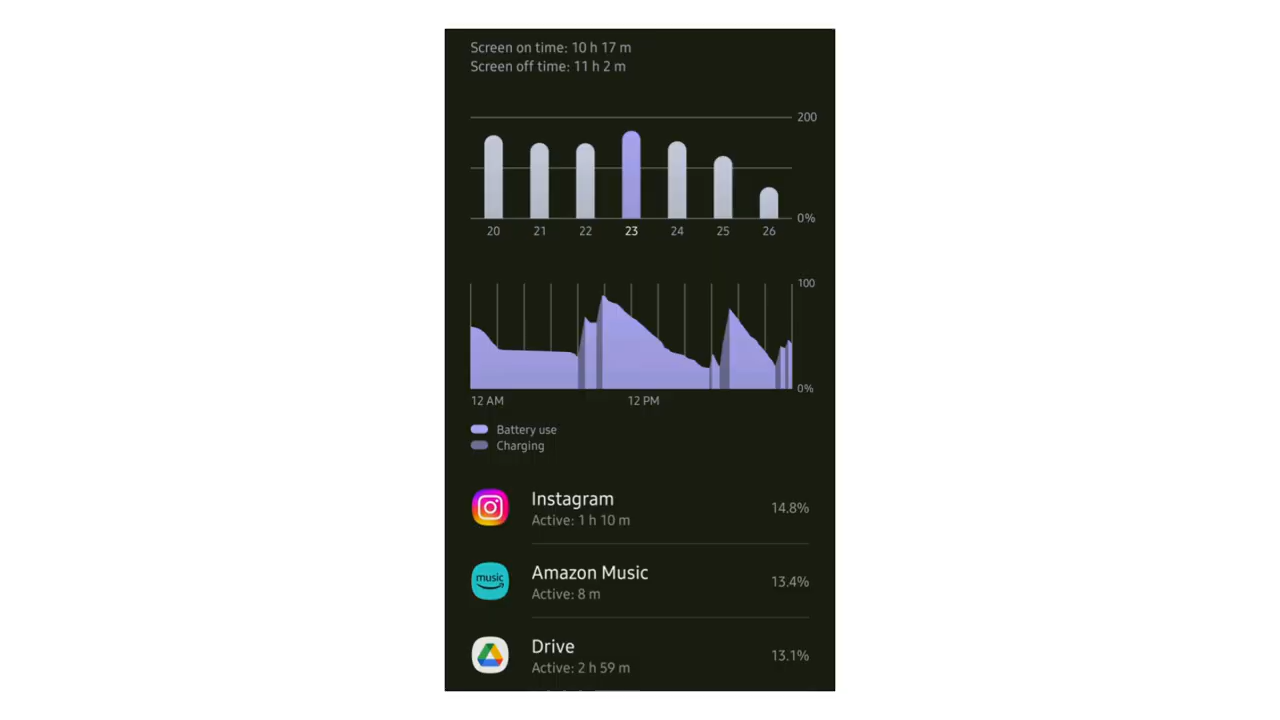 Screen on time: 10 h 17 m
Screen off time: 11 h 2 m
200
0%
20 21 22 23 24 25 26
100
0%
12 AM 12 PM
Battery use
Charging
Instagram
14.8%
Active: 1 h 10 m
music
Amazon Music
13.4%
Active: 8 m
Drive
13.1%
Active: 2 h 59 m